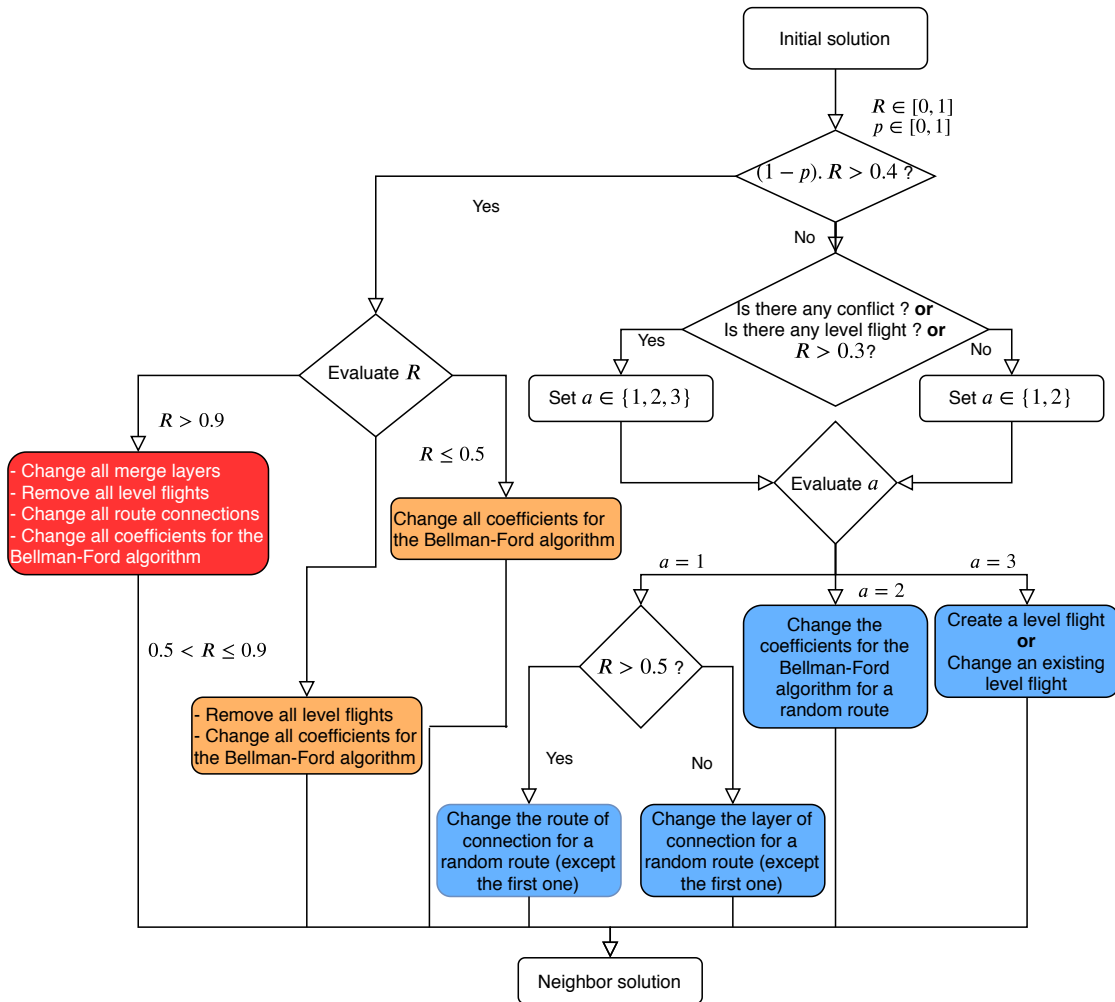 Initial solution
R ∈ [0, 1]
p ∈ [0, 1]
(1 − p). R > 0.4 ?
Yes
No
Is there any conflict ? or
Is there any level flight ? or
R > 0.3?
Yes
No
Evaluate R
Set a ∈ {1, 2, 3}
Set a ∈ {1, 2}
R > 0.9
R ≤ 0.5
- Change all merge layers
- Remove all level flights
- Change all route connections
- Change all coefficients for the
Bellman-Ford algorithm
Evaluate a
Change all coefficients for
the Bellman-Ford algorithm
a = 1
a = 2
a = 3
0.5 < R ≤ 0.9
R > 0.5 ?
Change the
coefficients for the
Bellman-Ford
algorithm for a
random route
Create a level flight
or
Change an existing
level flight
- Remove all level flights
- Change all coefficients for
the Bellman-Ford algorithm
Yes
No
Change the route of
connection for a
random route (except
the first one)
Change the layer of
connection for a
random route (except
the first one)
Neighbor solution